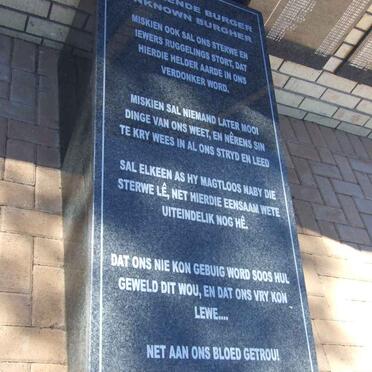 ENDE BURGER
NKNOWN BURGHER
MISKIEN OOK SAL ONS STERWE EN
IEWERS RUGGELINGS STORT, DAT
HIERDIE HELDER AARDE IN ONS
VERDONKER WORD.
MISKIEN SAL NIEMAND LATER MOOI
DINGE VAN ONS WEET, EN NÊRENS SIN
TE KRY WEES IN AL ONS STRYD EN LEED
SAL ELKEEN AS HY MAGTLOOS NABY DIE
STERWE LÊ, NET HIERDIE EENSAAM WETE
UITEINDELIK NOG HÊ.
DAT ONS NIE KON GEBUIG WORD SOOS HUL
GEWELD DIT WOU, EN DAT ONS VRY KON
LEWE....
NET AAN ONS BLOED GETROU!